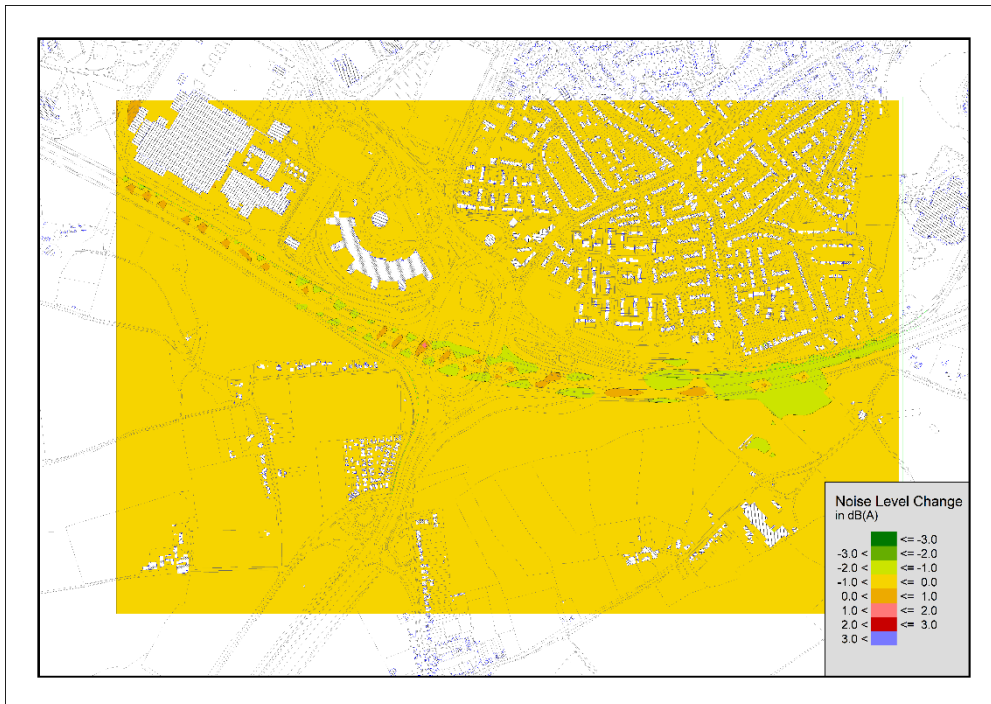 Noise Level Change
in dB(A)
<= -3.0
-3.0 < <= -2.0
-2.0 < <= -1.0
-1.0 < <= 0.0
0.0 < <= 1.0
1.0 < <= 2.0
2.0 < <= 3.0
3.0 <